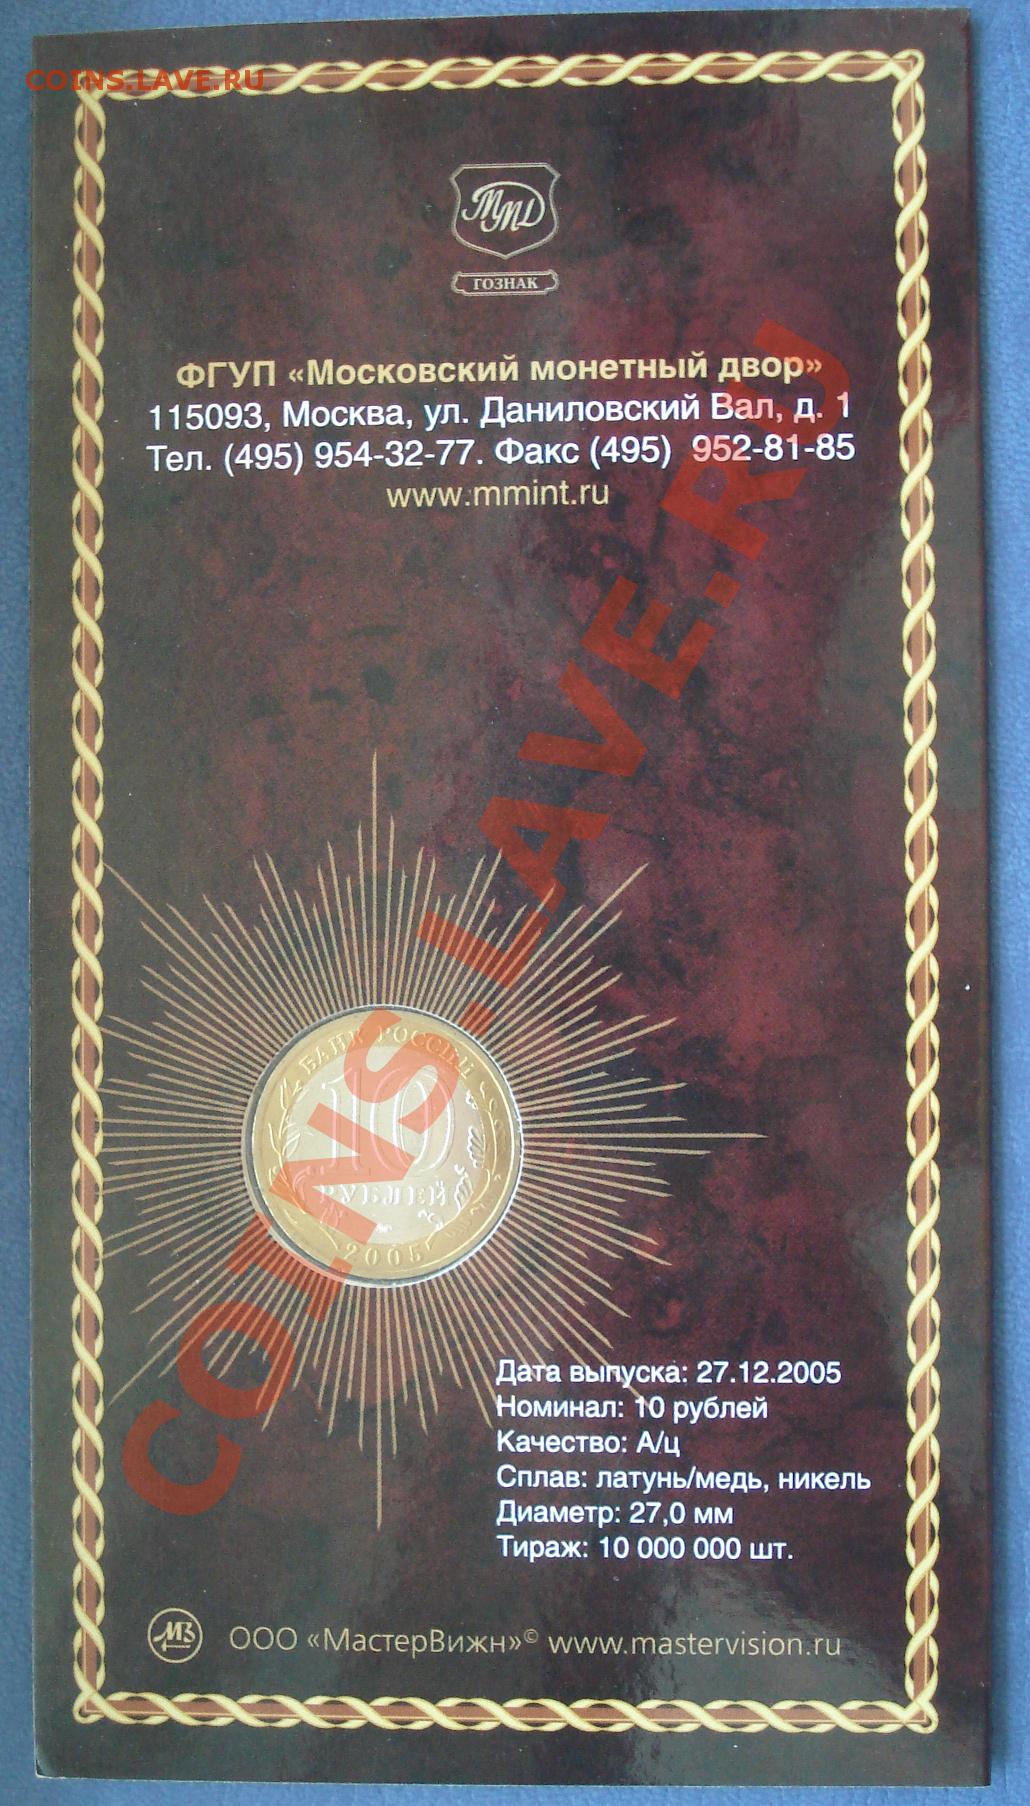 COINS.LAVE.RU
ММД
ГОЗНАК
ФГУП «Московский монетный двор»
115093, Москва, ул. Даниловский Вал, д. 1
Тел. (495) 954-32-77. Факс (495) 952-81-85
www.mmint.ru
COINS.LAVE.RU
БАНК РОССИИ
10
РУБЛЕЙ
2005
Дата выпуска: 27.12.2005
Номинал: 10 рублей
Качество: А/ц
Сплав: латунь/медь, никель
Диаметр: 27,0 мм
Тираж: 10 000 000 шт.
МВ ООО «МастерВижн»© www.mastervision.ru